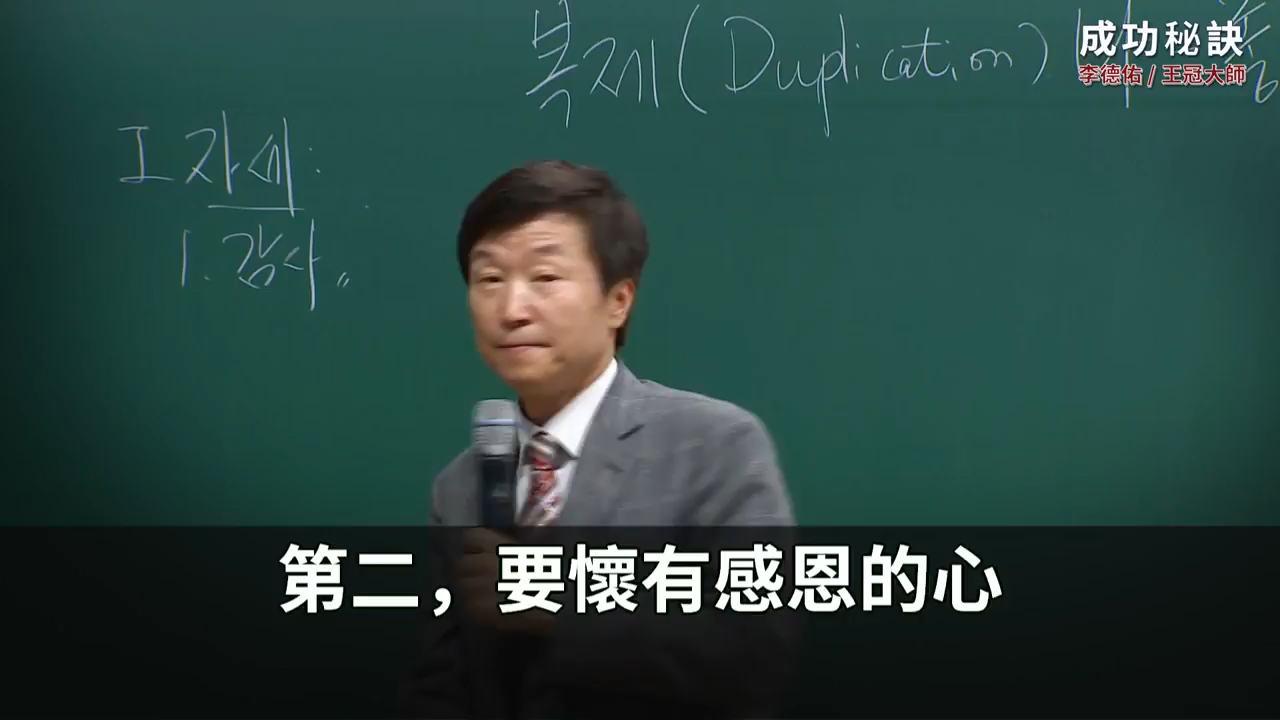 복제(Duplication)
成功秘訣
李德佑 / 王冠大師
I 자세:
1. 감사
第二，要懷有感恩的心